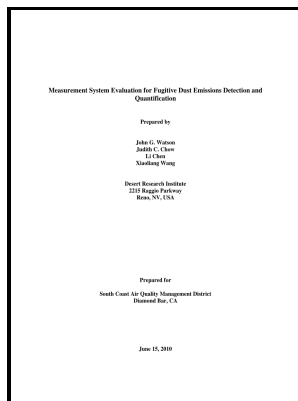 Measurement System Evaluation for Fugitive Dust Emissions Detection and
Quantification
Prepared by
John G. Watson
Judith C. Chow
Li Chen
Xiaoliang Wang
Desert Research Institute
2215 Raggio Parkway
Reno, NV, USA
Prepared for
South Coast Air Quality Management District
Diamond Bar, CA
June 15, 2010